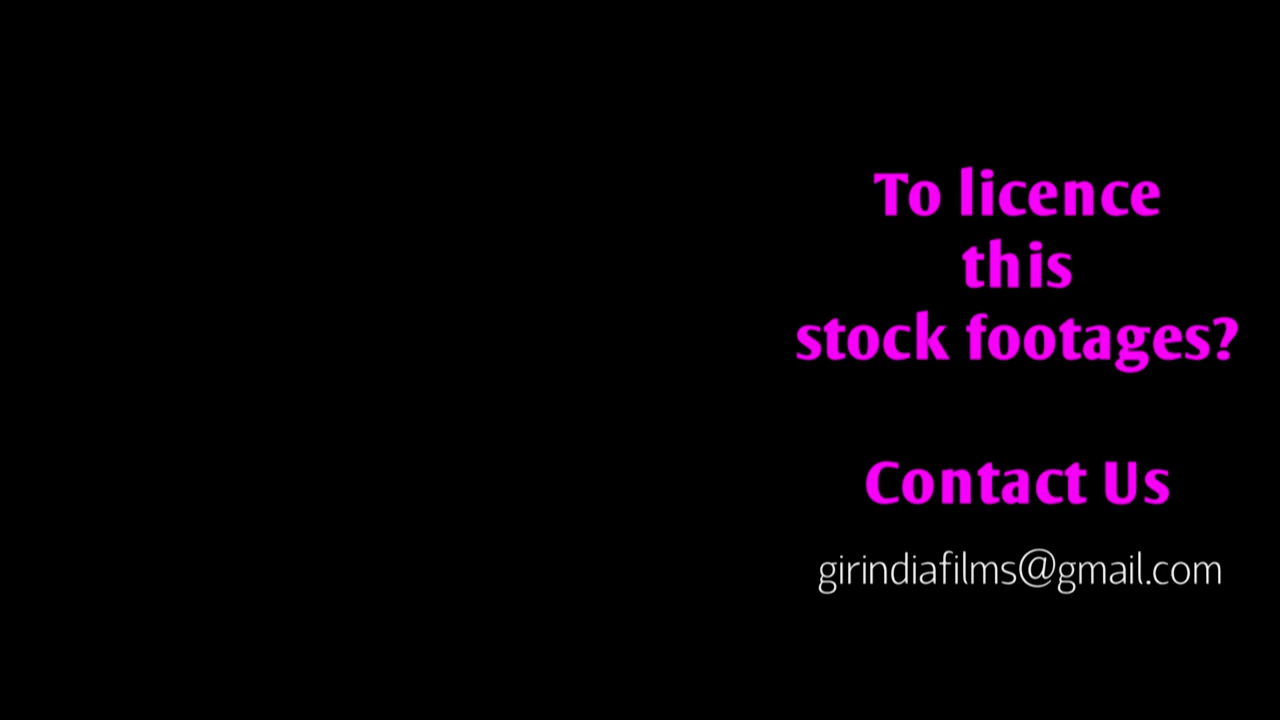 To licence
this
stock footages?
Contact Us
girindiafilms@gmail.com